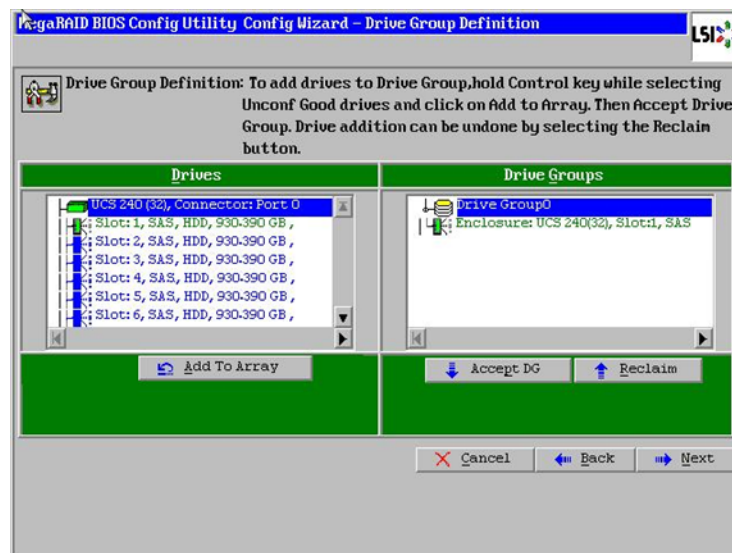 MegaRAID BIOS Config Utility Config Wizard - Drive Group Definition
LSI
Drive Group Definition: To add drives to Drive Group,hold Control key while selecting
Unconf Good drives and click on Add to Array. Then Accept Drive
Group. Drive addition can be undone by selecting the Reclaim
button.
Drives
Drive Groups
UCS 240 (32), Connector: Port 0
Slot: 1, SAS, HDD, 930.390 GB,
Slot: 2, SAS, HDD, 930.390 GB,
Slot: 3, SAS, HDD, 930.390 GB,
Slot: 4, SAS, HDD, 930.390 GB,
Slot: 5, SAS, HDD, 930.390 GB,
Slot: 6, SAS, HDD, 930.390 GB,
Drive Group0
Enclosure: UCS 240(32), Slot:1, SAS
Add To Array
Accept DG
Reclaim
Cancel
Back
Next